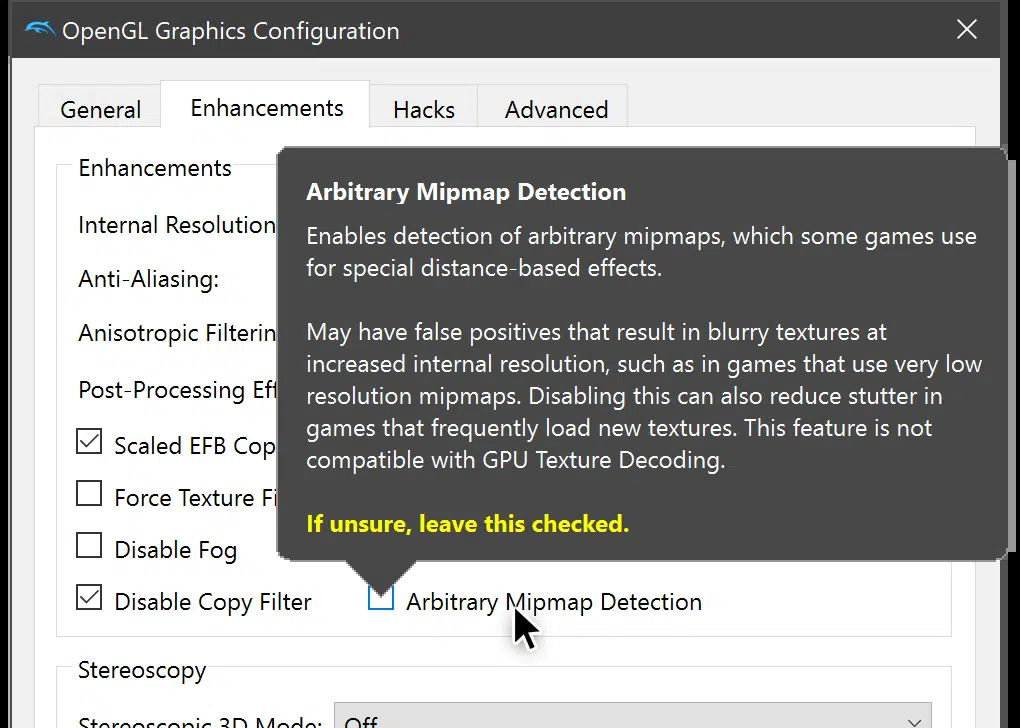 OpenGL Graphics Configuration
General Enhancements Hacks Advanced
Enhancements
Arbitrary Mipmap Detection
Enables detection of arbitrary mipmaps, which some games use
for special distance-based effects.
May have false positives that result in blurry textures at
increased internal resolution, such as in games that use very low
resolution mipmaps. Disabling this can also reduce stutter in
games that frequently load new textures. This feature is not
compatible with GPU Texture Decoding.
If unsure, leave this checked.
Internal Resolution
Anti-Aliasing:
Anisotropic Filterin
Post-Processing Eff
Scaled EFB Cop
Force Texture Fi
Disable Fog
Disable Copy Filter Arbitrary Mipmap Detection
Stereoscopy
Stereoscopic 3D Mode: Off